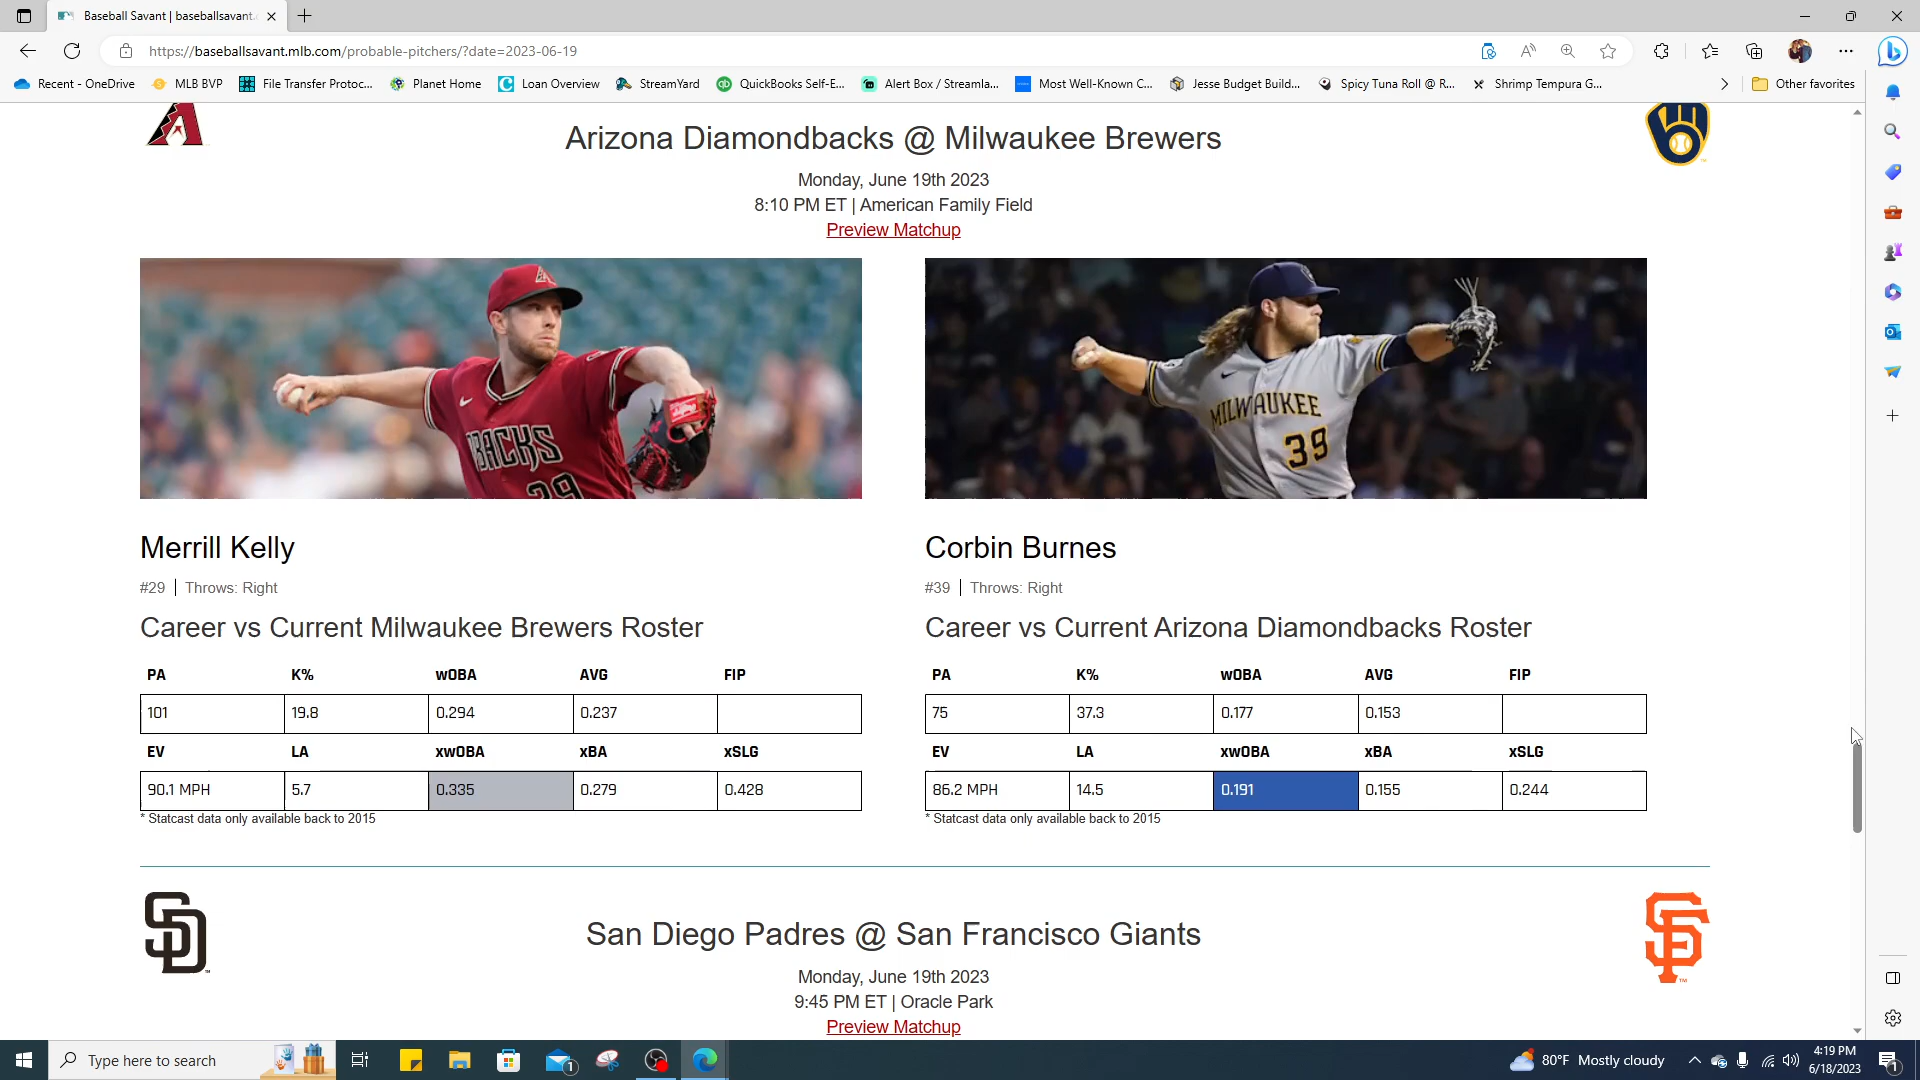 Baseball Savant | baseballsavant.
https://baseballsavant.mlb.com/probable-pitchers/?date=2023-06-19
Recent - OneDrive MLB BVP File Transfer Protoc... Planet Home Loan Overview StreamYard QuickBooks Self-E... Alert Box / Streamla... Most Well-Known C... Jesse Budget Build... Spicy Tuna Roll @ R... Shrimp Tempura G... Other favorites
Arizona Diamondbacks @ Milwaukee Brewers
Monday, June 19th 2023
8:10 PM ET | American Family Field
Preview Matchup
BACKS
29
MILWAUKEE
39
Merrill Kelly
#29 | Throws: Right
Career vs Current Milwaukee Brewers Roster
PA K% wOBA AVG FIP
101 19.8 0.294 0.237
EV LA xwOBA xBA xSLG
90.1 MPH 5.7 0.335 0.279 0.428
* Statcast data only available back to 2015
Corbin Burnes
#39 | Throws: Right
Career vs Current Arizona Diamondbacks Roster
PA K% wOBA AVG FIP
75 37.3 0.177 0.153
EV LA xwOBA xBA xSLG
86.2 MPH 14.5 0.191 0.155 0.244
* Statcast data only available back to 2015
SD
San Diego Padres @ San Francisco Giants
SF
Monday, June 19th 2023
9:45 PM ET | Oracle Park
Preview Matchup
Type here to search
1
80°F Mostly cloudy
4:19 PM
6/18/2023
1